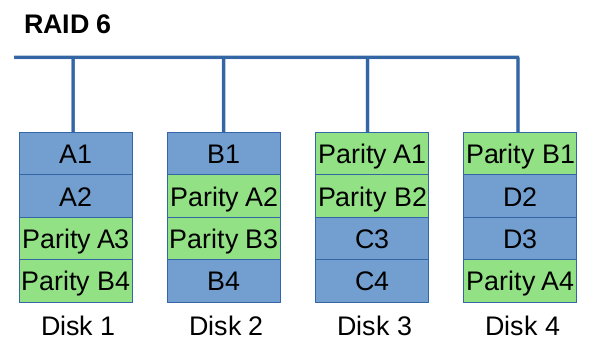 RAID 6
A1 B1 Parity A1 Parity B1
A2 Parity A2 Parity B2 D2
Parity A3 Parity B3 C3 D3
Parity B4 B4 C4 Parity A4
Disk 1 Disk 2 Disk 3 Disk 4